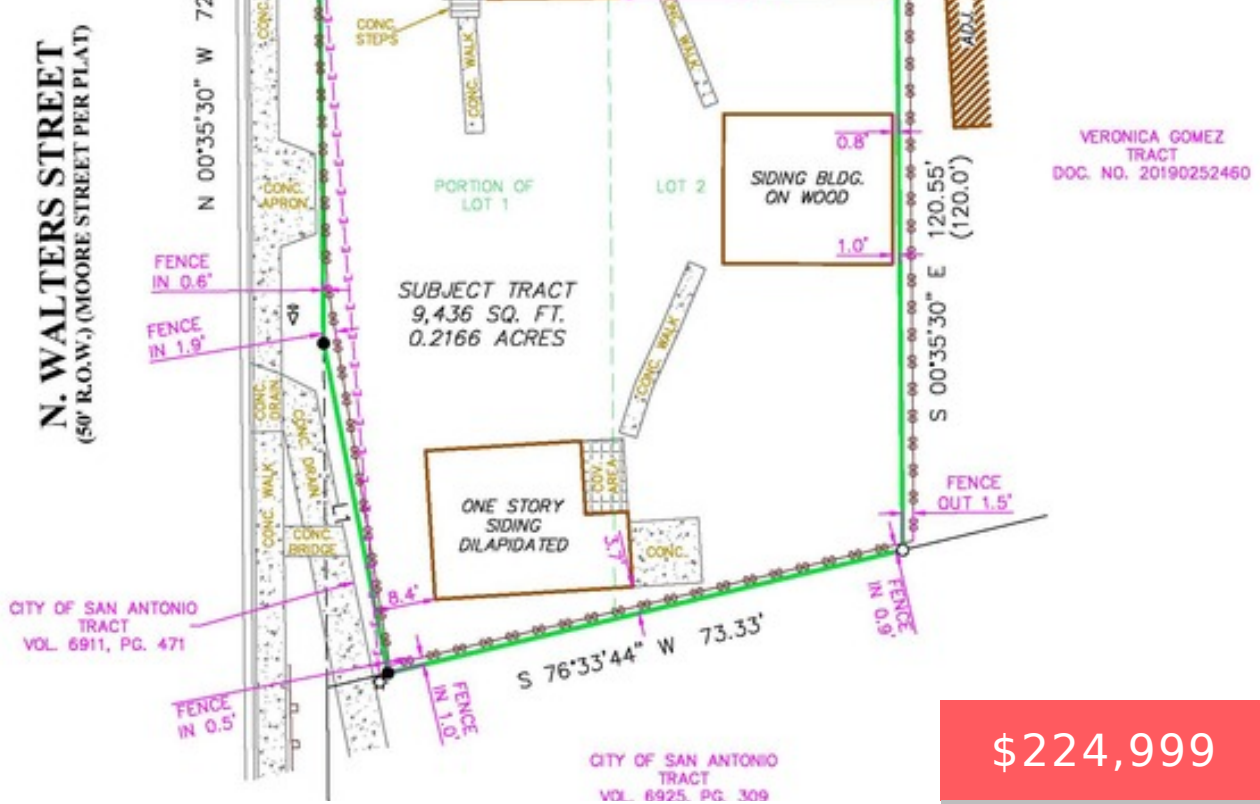 N. WALTERS STREET
(50' R.O.W.) (MOORE STREET PER PLAT)
N 00°35'30" W 72
CONC.
CONC.
STEPS
CONC. WALK
CONC. WALK
ADJ.
VERONICA GOMEZ
TRACT
DOC. NO. 20190252460
0.8'
SIDING BLDG.
ON WOOD
1.0'
S 00°35'30" E 120.55'
(120.0')
CONC.
APRON
PORTION OF
LOT 1
LOT 2
FENCE
IN 0.6'
FENCE
IN 1.9'
SUBJECT TRACT
9,436 SQ. FT.
0.2166 ACRES
CONC. WALK
CONC.
DRAIN
CONC.
DRAIN
CONC. WALK
L1
CONC.
BRIDGE
ONE STORY
SIDING
DILAPIDATED
COV.
AREA
3.7'
CONC.
FENCE
OUT 1.5'
CITY OF SAN ANTONIO
TRACT
VOL. 6911, PG. 471
8.4'
FENCE
IN 0.9'
S 76°33'44" W 73.33'
FENCE
IN 0.5'
FENCE
IN 1.0'
CITY OF SAN ANTONIO
TRACT
VOL. 6925, PG. 309
$224,999